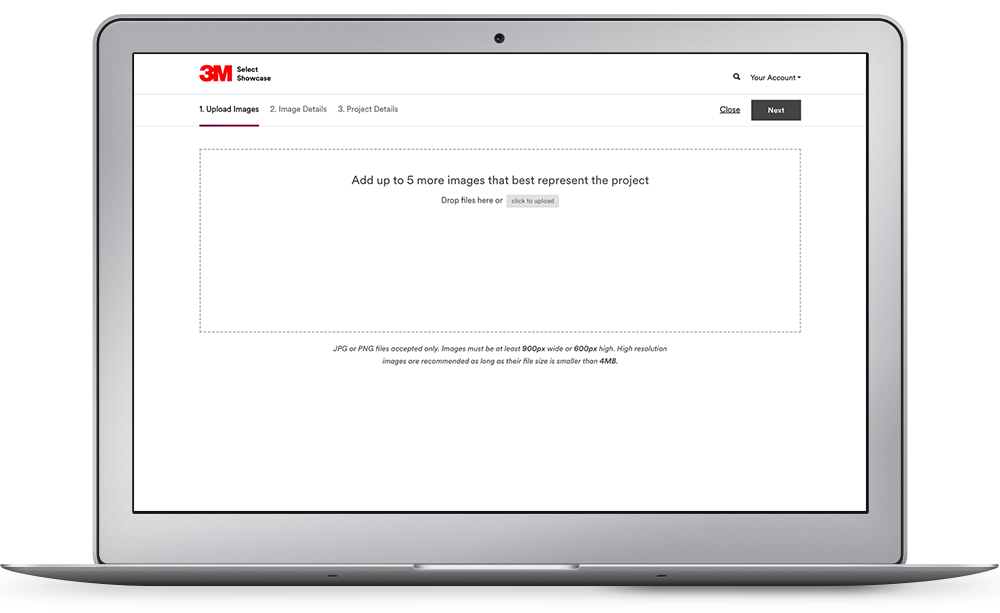 3M Select
Showcase
Your Account
1. Upload Images 2. Image Details 3. Project Details Close Next
Add up to 5 more images that best represent the project
Drop files here or click to upload
JPG or PNG files accepted only. Images must be at least 900px wide or 600px high. High resolution
images are recommended as long as their file size is smaller than 4MB.